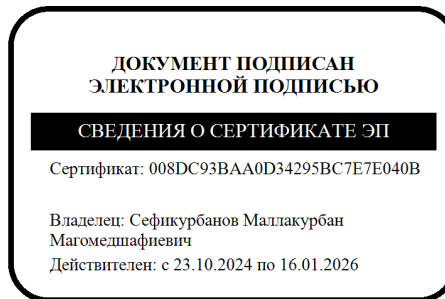 ДОКУМЕНТ ПОДПИСАН
ЭЛЕКТРОННОЙ ПОДПИСЬЮ
СВЕДЕНИЯ О СЕРТИФИКАТЕ ЭП
Сертификат: 008DC93BAA0D34295BC7E7E040B
Владелец: Сефикурбанов Маллакурбан
Магомедшафиевич
Действителен: с 23.10.2024 по 16.01.2026